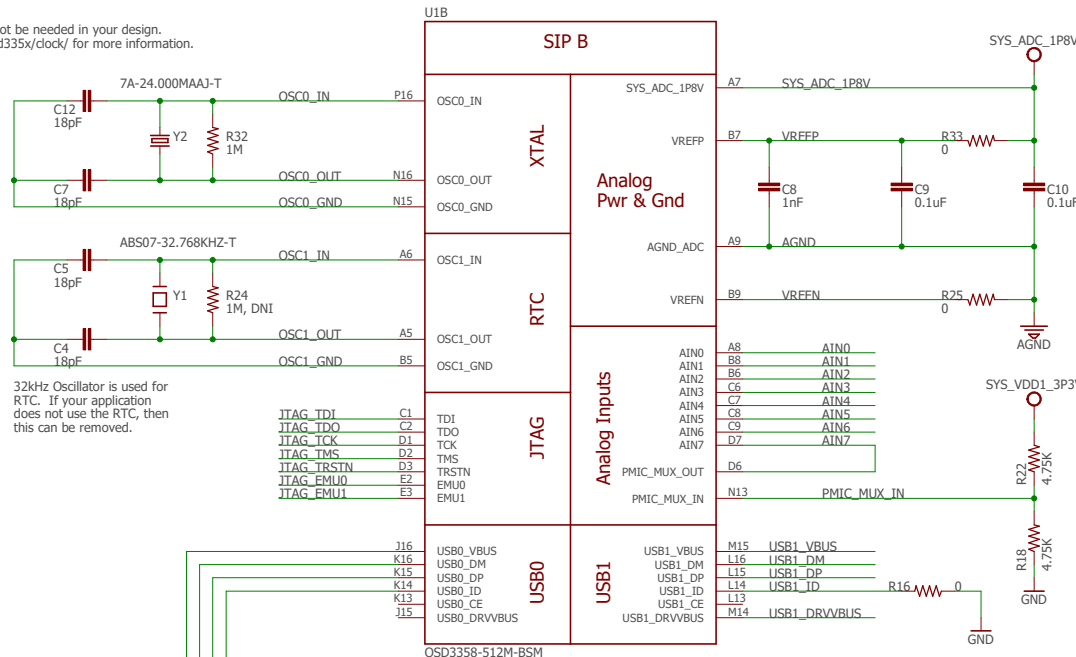 ot be needed in your design.
d335x/clock/ for more information.
U1B
SIP B
SYS_ADC_1P8V
7A-24.000MAAJ-T
C12
18pF
Y2
R32
1M
C7
18pF
OSC0_IN
P16
OSC0_IN
OSC0_OUT
N16
OSC0_OUT
OSC0_GND
N15
OSC0_GND
XTAL
ABS07-32.768KHZ-T
C5
18pF
Y1
R24
1M, DNI
C4
18pF
OSC1_IN
A6
OSC1_IN
OSC1_OUT
A5
OSC1_OUT
OSC1_GND
B5
OSC1_GND
RTC
32kHz Oscillator is used for
RTC. If your application
does not use the RTC, then
this can be removed.
JTAG_TDI C1 TDI
JTAG_TDO C2 TDO
JTAG_TCK D1 TCK
JTAG_TMS D2 TMS
JTAG_TRSTN D3 TRSTN
JTAG_EMU0 E2 EMU0
JTAG_EMU1 E3 EMU1
JTAG
J16 USB0_VBUS
K16 USB0_DM
K15 USB0_DP
K14 USB0_ID
K13 USB0_CE
J15 USB0_DRVVBUS
USB0
Analog
Pwr & Gnd
SYS_ADC_1P8V A7 SYS_ADC_1P8V
VREFP B7 VREFP
R33
0
C8
1nF
C9
0.1uF
C10
0.1uF
AGND_ADC A9 AGND
VREFN B9 VREFN
R25
0
AGND
Analog Inputs
AIN0 A8 AIN0
AIN1 B8 AIN1
AIN2 B6 AIN2
AIN3 C6 AIN3
AIN4 C7 AIN4
AIN5 C8 AIN5
AIN6 C9 AIN6
AIN7 D7 AIN7
PMIC_MUX_OUT D6
PMIC_MUX_IN N13 PMIC_MUX_IN
SYS_VDD1_3P3V
R22
4.75K
R18
4.75K
GND
USB1
USB1_VBUS M15 USB1_VBUS
USB1_DM L16 USB1_DM
USB1_DP L15 USB1_DP
USB1_ID L14 USB1_ID
R16 0
USB1_CE L13
USB1_DRVVBUS M14 USB1_DRVVBUS
GND
OSD3358-512M-BSM